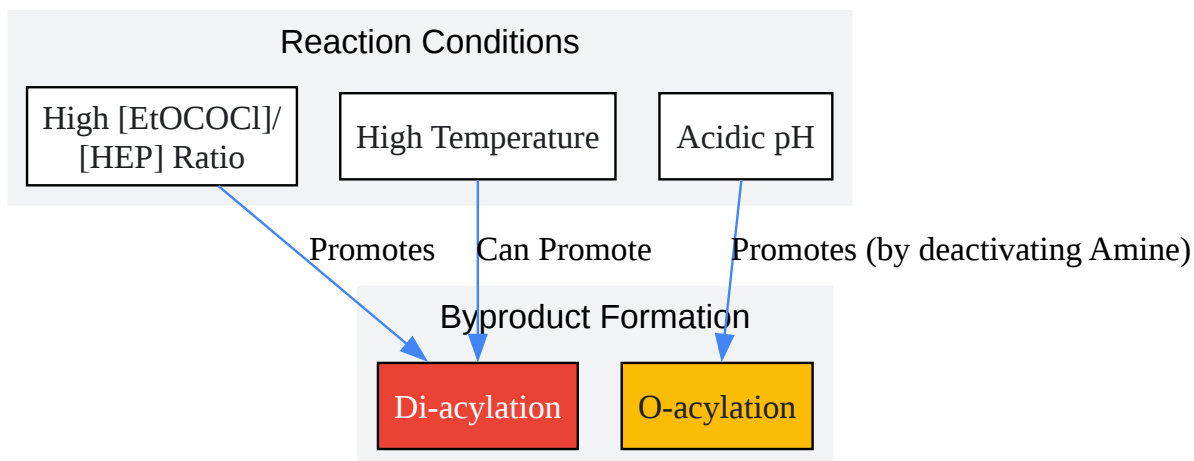 Reaction Conditions
High [EtOCOCl]/
[HEP] Ratio
High Temperature
Acidic pH
Promotes
Can Promote
Promotes (by deactivating Amine)
Byproduct Formation
Di-acylation
O-acylation